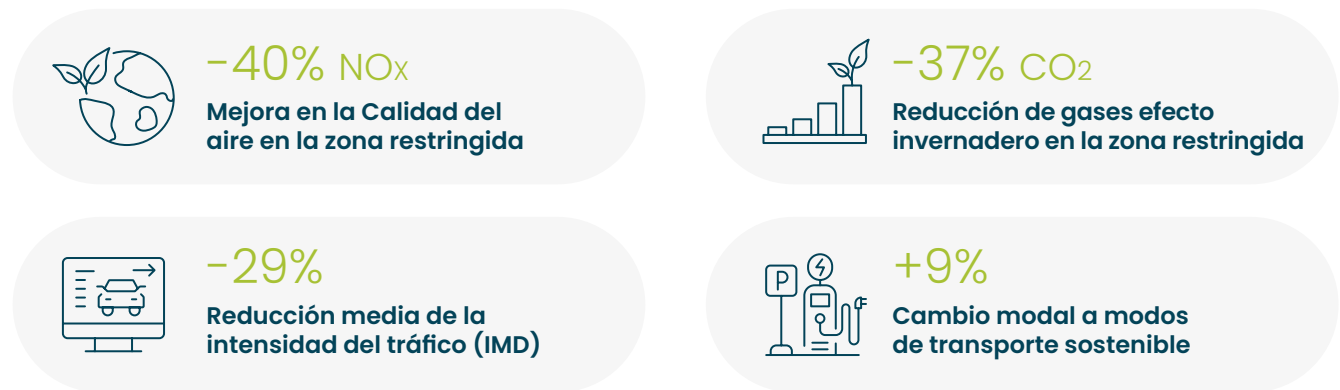 -40% NOx
Mejora en la Calidad del
aire en la zona restringida
-37% CO2
Reducción de gases efecto
invernadero en la zona restringida
-29%
Reducción media de la
intensidad del tráfico (IMD)
P
+9%
Cambio modal a modos
de transporte sostenible